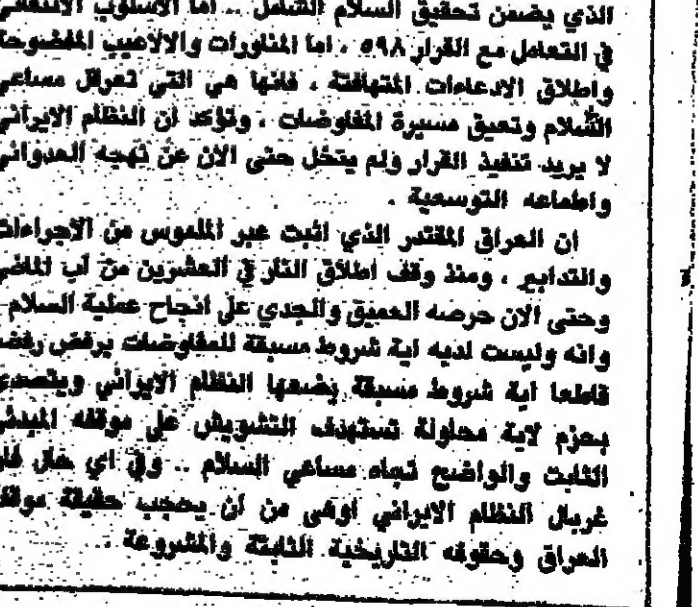 الذي يضمن تحقيق السلام الشامل .. اما الاسلوب الانتقائي
في التعامل مع القرار ٥٩٨ ، اما المناورات والالاعيب المفضوحة
واطلاق الادعاءات المتهافتة ، فانها هي التي تعرقل مساعي
السلام وتعيق مسيرة المفاوضات ، وتؤكد ان النظام الايراني
لا يريد تنفيذ القرار ولم يتخل حتى الان عن نهجه العدواني
واطماعه التوسعية .
ان العراق المقتدر الذي اثبت عبر الملموس من الاجراءات
والتدابير ، ومنذ وقف اطلاق النار في العشرين من آب الماضي
وحتى الان حرصه العميق والجدي على انجاح عملية السلام
وانه وليست لديه اية شروط مسبقة للمفاوضات يرفض رفضا
قاطعا اية شروط مسبقة يضعها النظام الايراني ويتصدى
بحزم لاية محاولة تستهدف التشويش على موقفه المبدئي
الثابت والواضح تجاه مساعي السلام .. وفي اي حال فان
غربال النظام الايراني اوهى من ان يحجب حقيقة موقف
العراق وحقوقه التاريخية الثابتة والمشروعة .